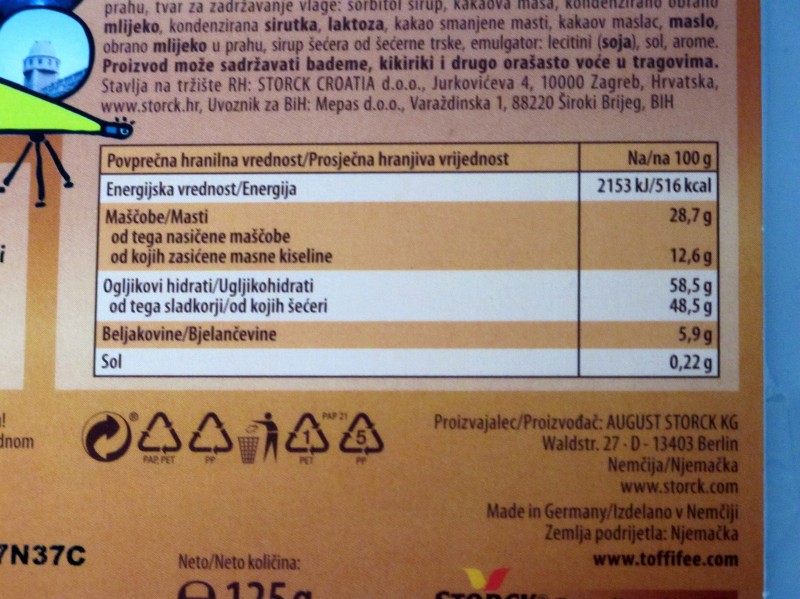 prahu, tvar za zadržavanje vlage: sorbitol sirup, kakaova masa, kondenzirano obrano
mlijeko, kondenzirana sirutka, laktoza, kakao smanjene masti, kakaov maslac, maslo,
obrano mlijeko u prahu, sirup šećera od šećerne trske, emulgator: lecitini (soja), sol, arome.
Proizvod može sadržavati bademe, kikiriki i drugo orašasto voće u tragovima.
Stavlja na tržište RH: STORCK CROATIA d.o.o., Jurkovićeva 4, 10000 Zagreb, Hrvatska,
www.storck.hr, Uvoznik za BiH: Mepas d.o.o., Varaždinska 1, 88220 Široki Brijeg, BIH
Povprečna hranilna vrednost/Prosječna hranjiva vrijednost Na/na 100 g
Energijska vrednost/Energija 2153 kJ/516 kcal
Maščobe/Masti 28,7 g
od tega nasičene maščobe
od kojih zasićene masne kiseline 12,6 g
Ogljikovi hidrati/Ugljikohidrati 58,5 g
od tega sladkorji/od kojih šećeri 48,5 g
Beljakovine/Bjelančevine 5,9 g
Sol 0,22 g
® PAP 21
1 5
PAP, PET PP PET PP
dnom
Proizvajalec/Proizvođač: AUGUST STORCK KG
Waldstr. 27 · D - 13403 Berlin
Nemčija/Njemačka
www.storck.com
Made in Germany/Izdelano v Nemčiji
Zemlja podrijetla: Njemačka
www.toffifee.com
7N37C
Neto/Neto količina:
125g
STORCK